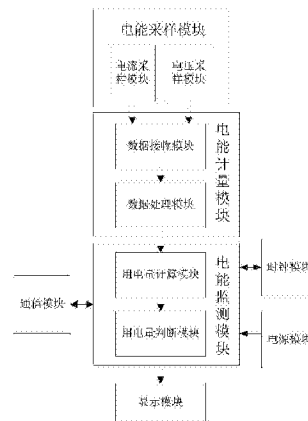 电能采样模块
电流采
样模块
电压采
样模块
数据接收模块
数据处理模块
电能计量模块
用电量计算模块
用电量判断模块
电能监测模块
通信模块
时钟模块
电源模块
显示模块